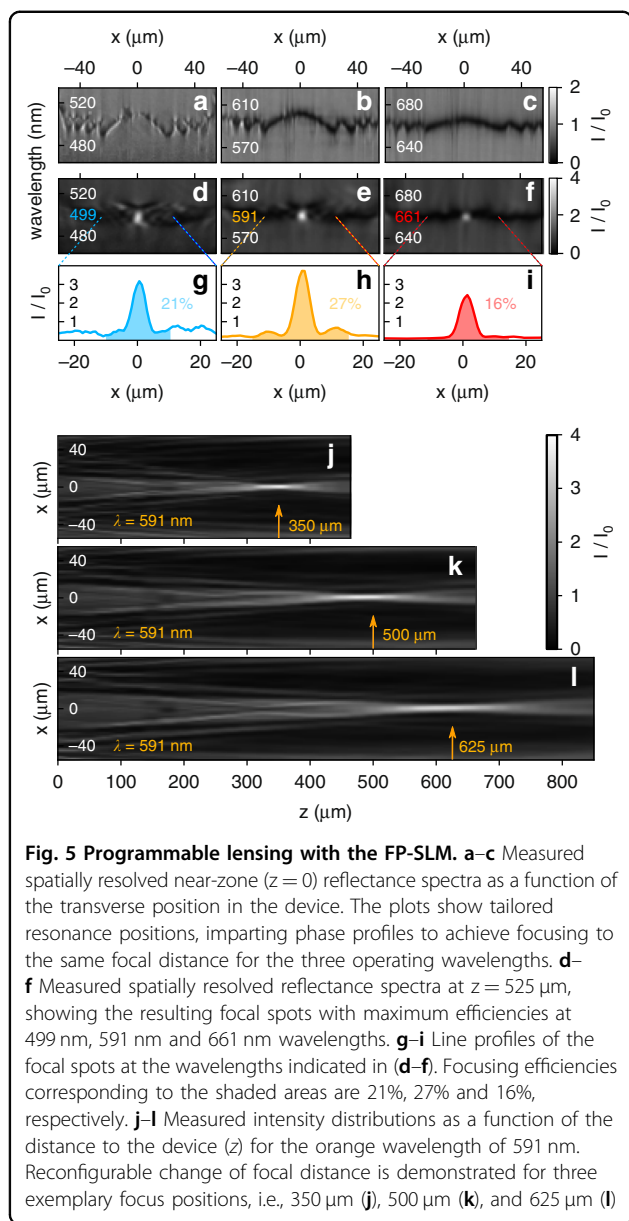 x (μm)
−40 0 40 −40 0 40 −40 0 40
520 a 610 b 680 c
480 570 640
2
1
0
I / I₀
wavelength (nm)
520 d 610 e 680 f
499 591 661
480 570 640
4
2
0
I / I₀
g h i
3 3 3
2 21% 2 27% 2 16%
1 1 1
I / I₀
−20 0 20 −20 0 20 −25 0 25
x (μm) x (μm) x (μm)
40 j
0
−40 λ = 591 nm 350 μm
x (μm)
40 k
0
−40 λ = 591 nm 500 μm
x (μm)
40 l
0
−40 λ = 591 nm 625 μm
x (μm)
0 100 200 300 400 500 600 700 800
z (μm)
4
3
2
1
0
I / I₀
Fig. 5 Programmable lensing with the FP-SLM. a–c Measured
spatially resolved near-zone (z = 0) reflectance spectra as a function of
the transverse position in the device. The plots show tailored
resonance positions, imparting phase profiles to achieve focusing to
the same focal distance for the three operating wavelengths. d–
f Measured spatially resolved reflectance spectra at z = 525 μm,
showing the resulting focal spots with maximum efficiencies at
499 nm, 591 nm and 661 nm wavelengths. g–i Line profiles of the
focal spots at the wavelengths indicated in (d–f). Focusing efficiencies
corresponding to the shaded areas are 21%, 27% and 16%,
respectively. j–l Measured intensity distributions as a function of the
distance to the device (z) for the orange wavelength of 591 nm.
Reconfigurable change of focal distance is demonstrated for three
exemplary focus positions, i.e., 350 μm (j), 500 μm (k), and 625 μm (l)